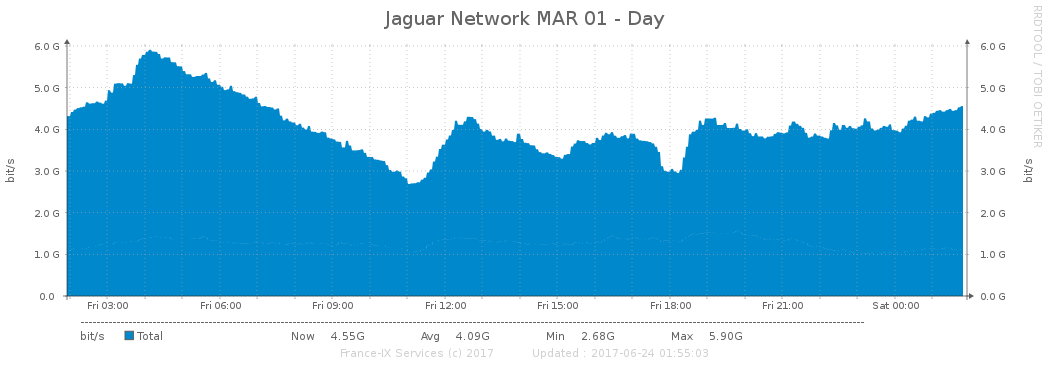 Jaguar Network MAR 01 - Day
RRDTOOL / TOBI OETIKER
bit/s
6.0 G
5.0 G
4.0 G
3.0 G
2.0 G
1.0 G
0.0
6.0 G
5.0 G
4.0 G
3.0 G
2.0 G
1.0 G
0.0 G
bit/s
Fri 03:00 Fri 06:00 Fri 09:00 Fri 12:00 Fri 15:00 Fri 18:00 Fri 21:00 Sat 00:00
bit/s Total Now 4.55G Avg 4.09G Min 2.68G Max 5.90G
France-IX Services (c) 2017 Updated : 2017-06-24 01:55:03